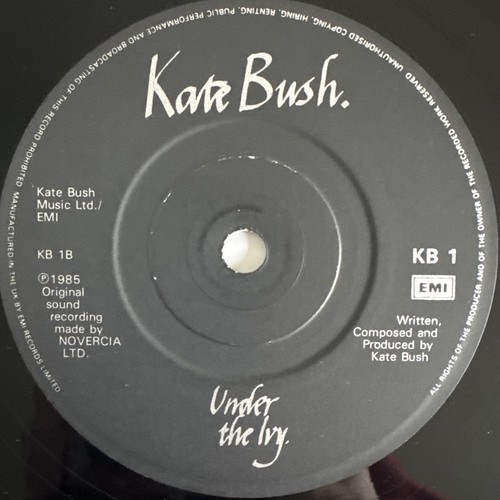 Kate Bush.
Kate Bush
Music Ltd./
EMI
KB 1B
Ⓟ1985
Original
sound
recording
made by
NOVERCIA
LTD.
KB 1
EMI
Written,
Composed and
Produced by
Kate Bush
Under
the Ivy.
ALL RIGHTS OF THE PRODUCER AND OF THE OWNER OF THE RECORDED WORK RESERVED UNAUTHORISED COPYING, HIRING, RENTING, PUBLIC PERFORMANCE AND BROADCASTING OF THIS RECORD PROHIBITED MANUFACTURED IN THE UK BY EMI RECORDS LIMITED